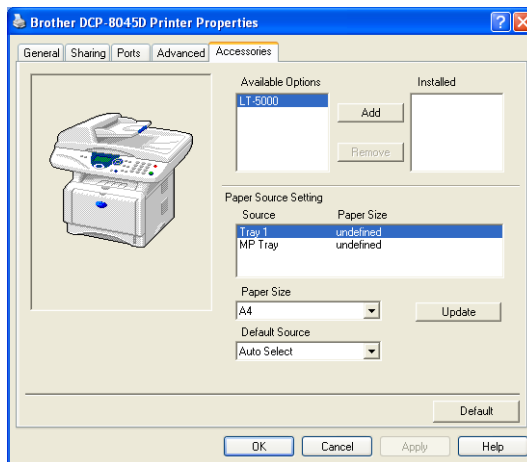 Brother DCP-8045D Printer Properties
General Sharing Ports Advanced Accessories
Available Options Installed
LT-5000
Add
Remove
Paper Source Setting
Source Paper Size
Tray 1 undefined
MP Tray undefined
Paper Size
A4
Update
Default Source
Auto Select
Default
OK Cancel Apply Help